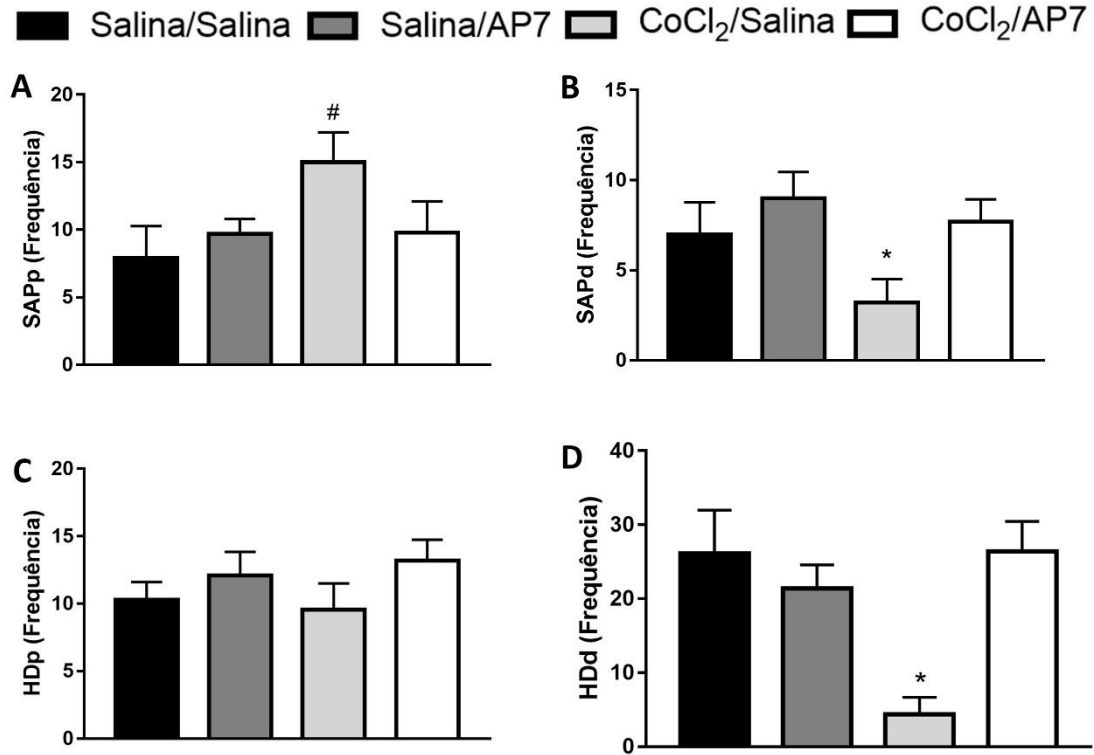 Salina/Salina Salina/AP7 CoCl₂/Salina CoCl₂/AP7
A
SAPp (Frequência)
20
15
10
5
0
#
B
SAPd (Frequência)
15
10
5
0
*
C
HDp (Frequência)
20
15
10
5
0
D
HDd (Frequência)
40
30
20
10
0
*